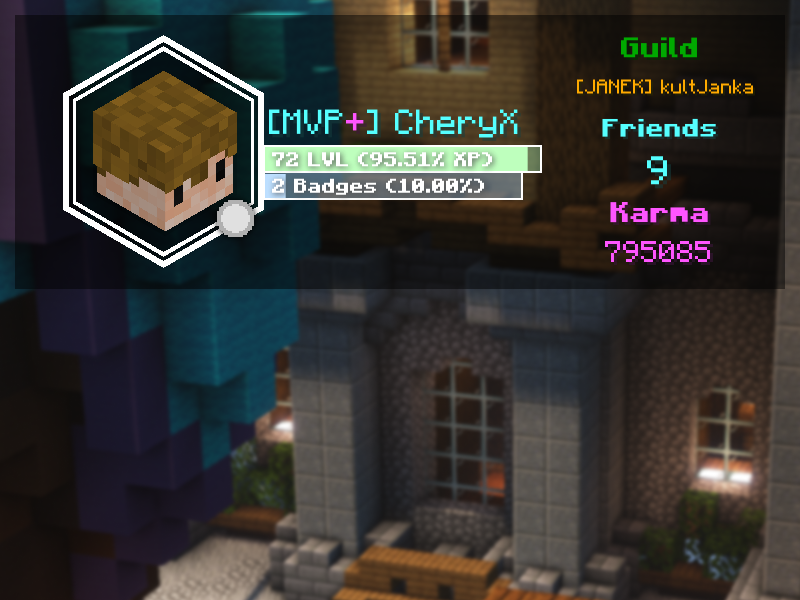 [MVP+] CheryX
72 LVL (95.51% XP)
2 Badges (10.00%)
Guild
[JANEK] kultJanka
Friends
9
Karma
795085